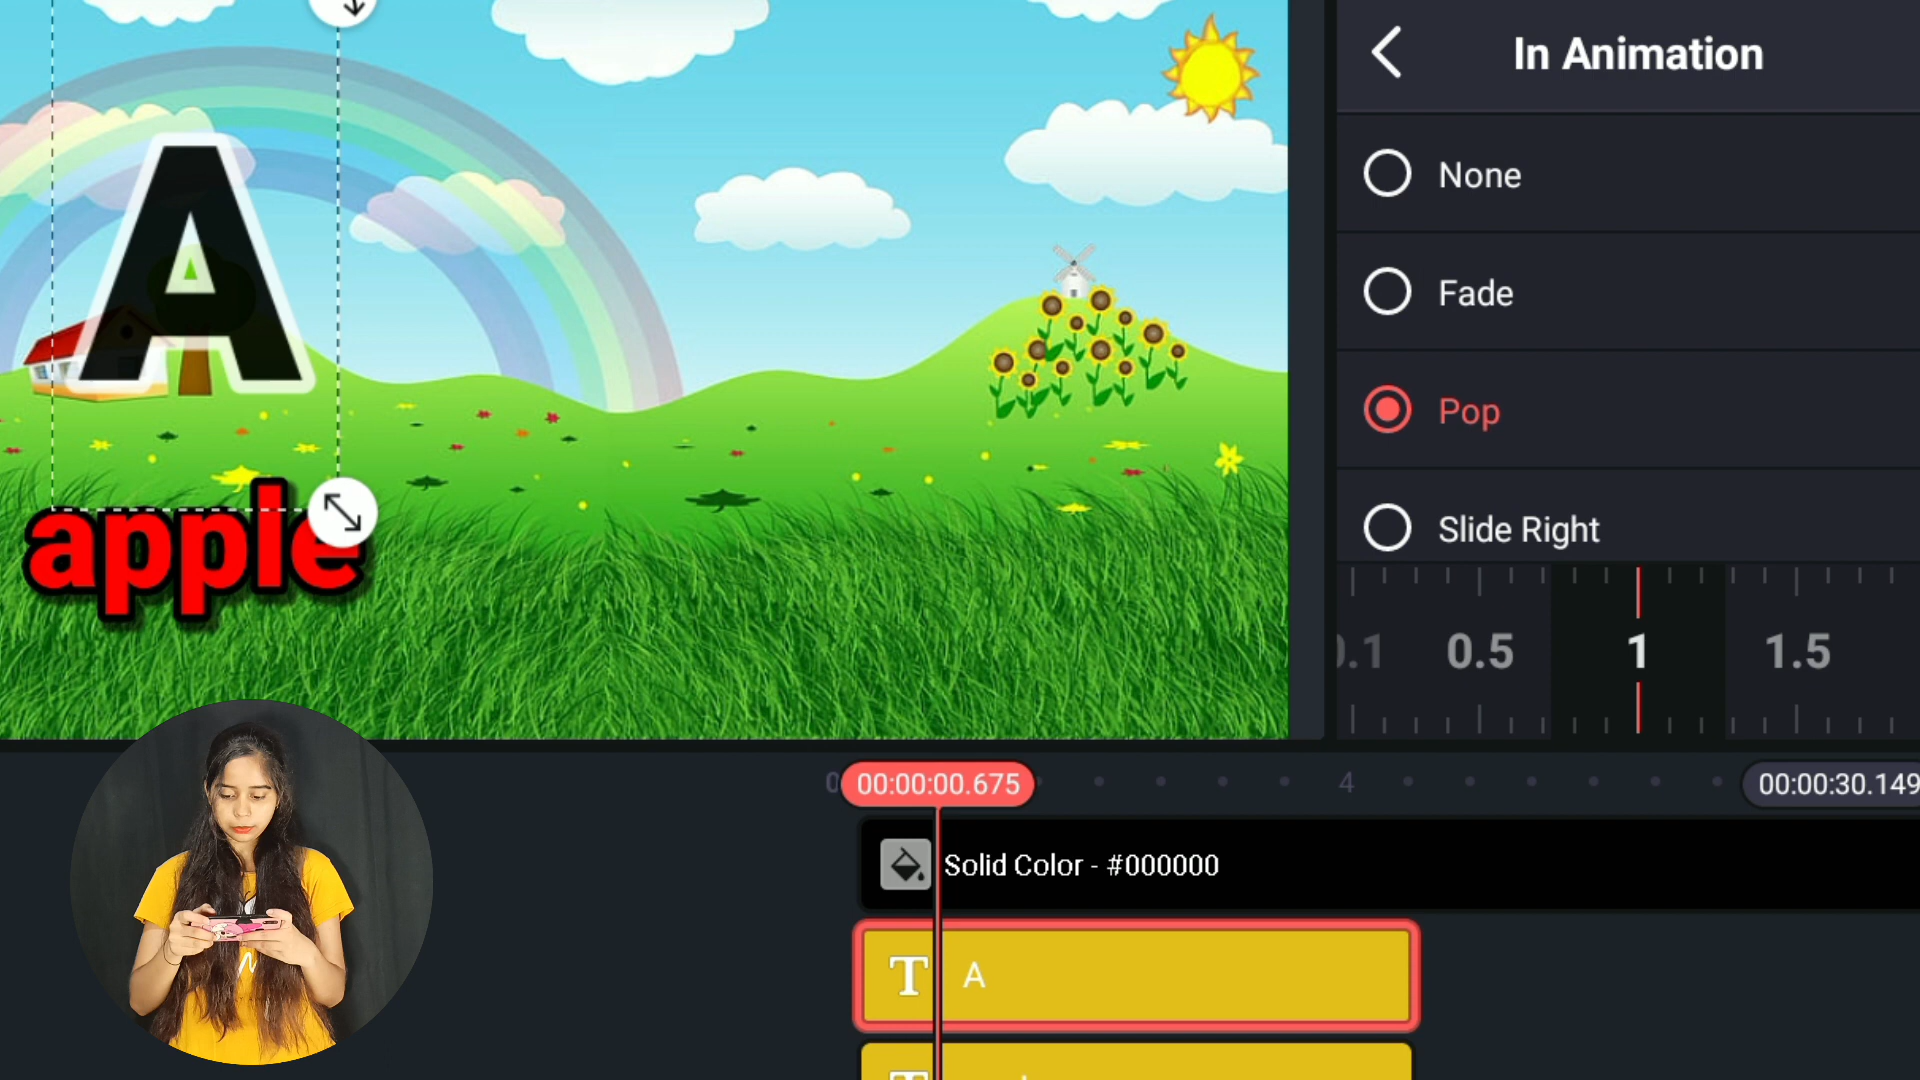 In Animation
None
A
Fade
Pop
apple
Slide Right
0.5
1
1.5
00:00:00.675
4
00:00:30.149
Solid Color - #000000
T A